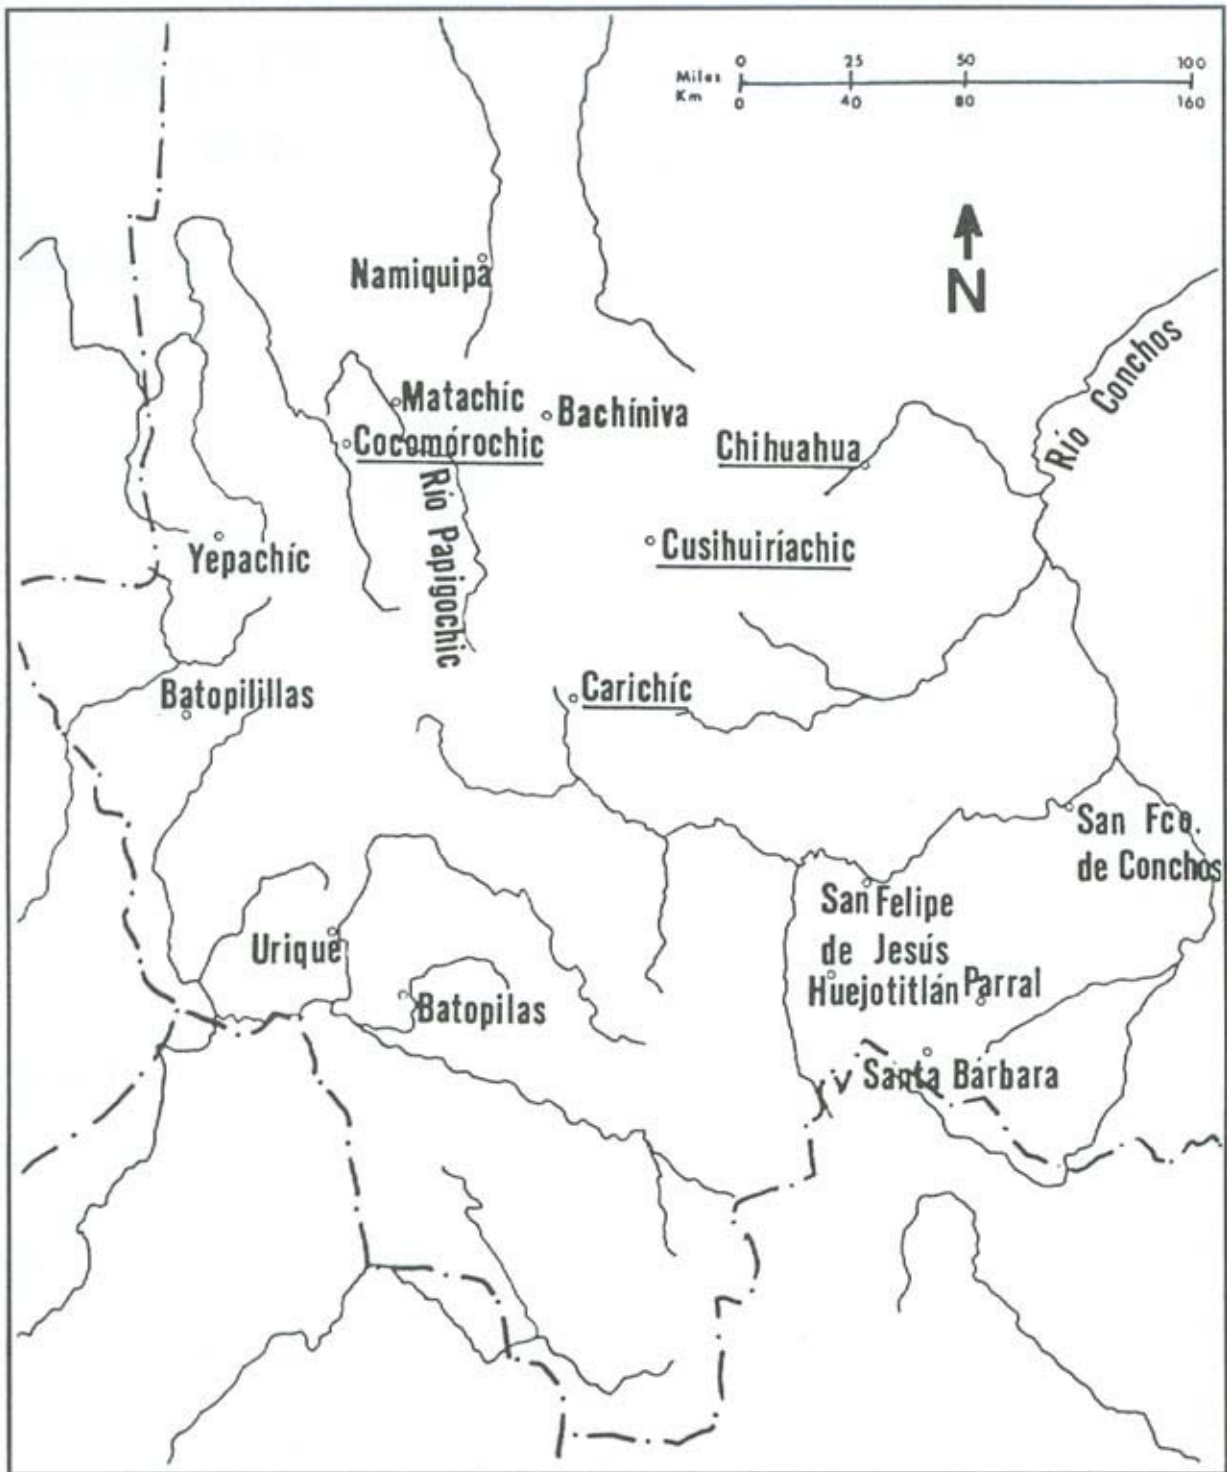 0 25 50 100
Miles
Km
0 40 80 160
N
Namiquipa
Río Conchos
Matachíc
Bachíniva
Cocomórochic
Chihuahua
Río Papigochic
Cusihuiríachic
Yepachíc
Carichíc
Batopilillas
San Fco.
de Conchos
San Felipe
de Jesús
Urique
Huejotitlán
Parral
Batopilas
Santa Bárbara